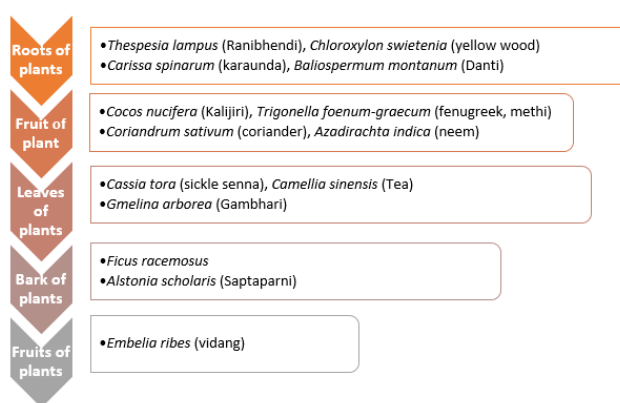 Roots of
plants
•Thespesia lampus (Ranibhendi), Chloroxylon swietenia (yellow wood)
•Carissa spinarum (karaunda), Baliospermum montanum (Danti)
Fruit of
plant
•Cocos nucifera (Kalijiri), Trigonella foenum-graecum (fenugreek, methi)
•Coriandrum sativum (coriander), Azadirachta indica (neem)
Leaves
of
plants
•Cassia tora (sickle senna), Camellia sinensis (Tea)
•Gmelina arborea (Gambhari)
Bark of
plants
•Ficus racemosus
•Alstonia scholaris (Saptaparni)
Fruits of
plants
•Embelia ribes (vidang)